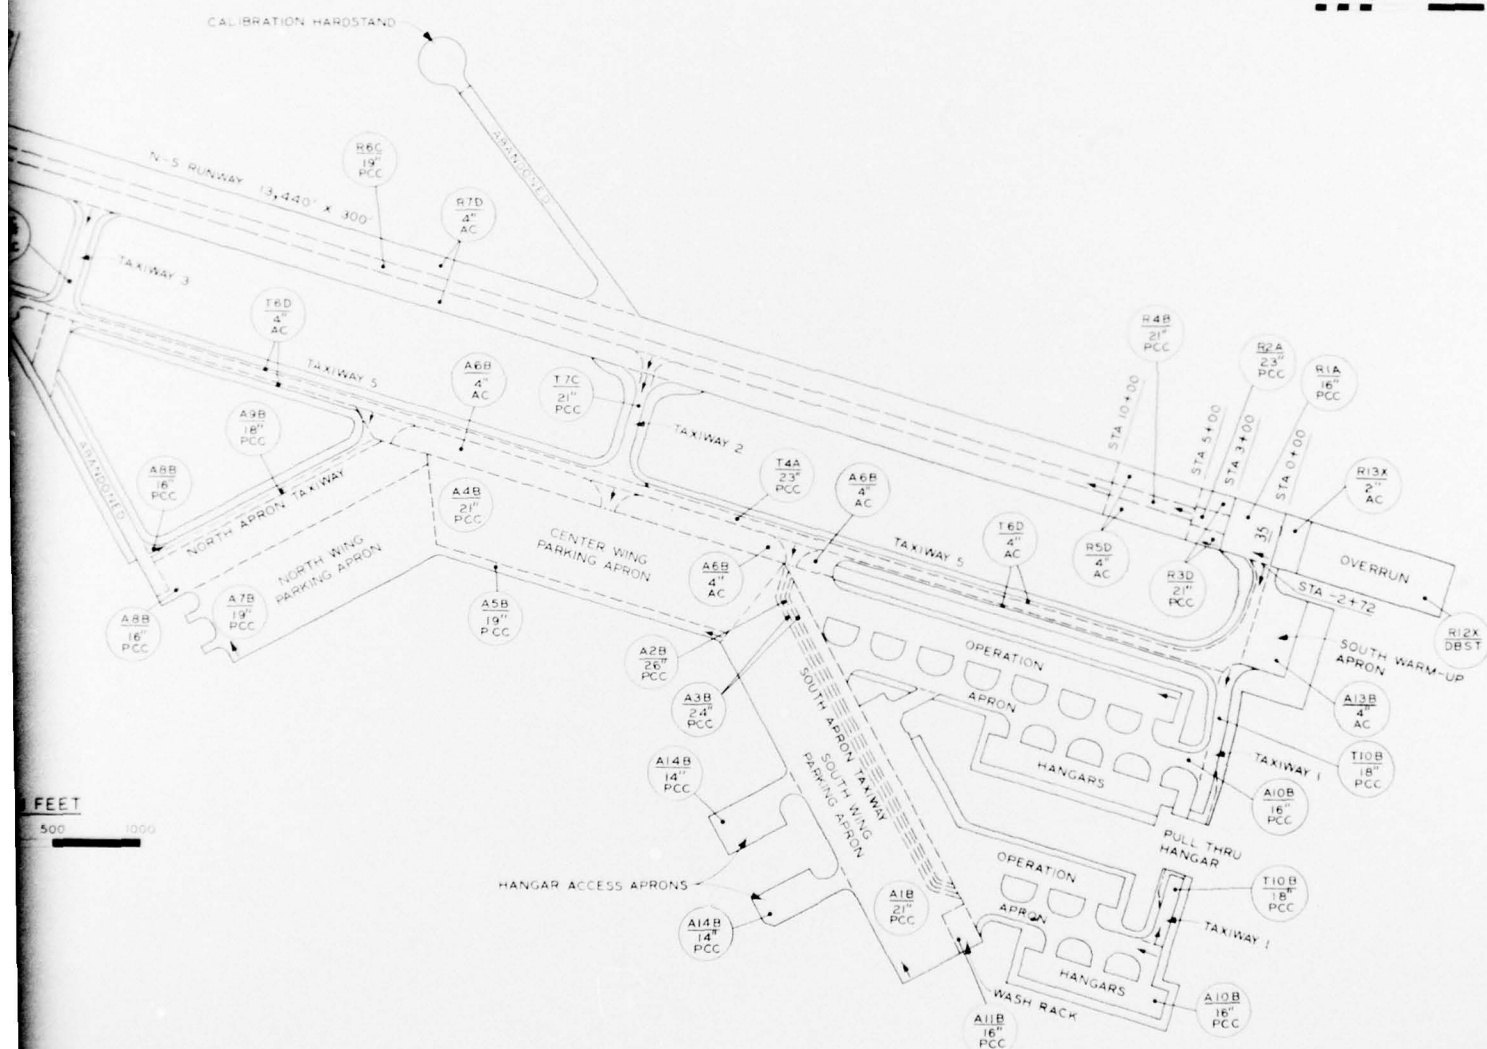 CALIBRATION HARDSTAND
ABANDONED
N-S RUNWAY 13,440' X 300'
R6C
19"
PCC
R7D
4"
AC
TAXIWAY 3
T6D
4"
AC
TAXIWAY 5
A6B
4"
AC
T7C
21"
PCC
TAXIWAY 2
R4B
21"
PCC
R2A
23"
PCC
R1A
16"
PCC
STA 10+00
STA 5+00
STA 3+00
STA 0+00
35
R13X
2"
AC
OVERRUN
R12X
DBST
STA -2+72
A9B
18"
PCC
A8B
16"
PCC
ABANDONED
NORTH APRON TAXIWAY
NORTH WING
PARKING APRON
A7B
19"
PCC
A8B
16"
PCC
A4B
21"
PCC
CENTER WING
PARKING APRON
A5B
19"
PCC
T4A
23"
PCC
A6B
4"
AC
A6B
4"
AC
TAXIWAY 5
T6D
4"
AC
R5D
4"
AC
R3D
21"
PCC
SOUTH WARM-UP
APRON
A13B
4"
AC
A2B
26"
PCC
A3B
24"
PCC
OPERATION
APRON
HANGARS
SOUTH APRON TAXIWAY
SOUTH WING
PARKING APRON
TAXIWAY 1
T10B
18"
PCC
A10B
16"
PCC
A14B
14"
PCC
PULL THRU
HANGAR
FEET
500 1000
HANGAR ACCESS APRONS
A14B
14"
PCC
A1B
21"
PCC
OPERATION
APRON
T10B
18"
PCC
TAXIWAY 1
HANGARS
WASH RACK
A11B
16"
PCC
A10B
16"
PCC